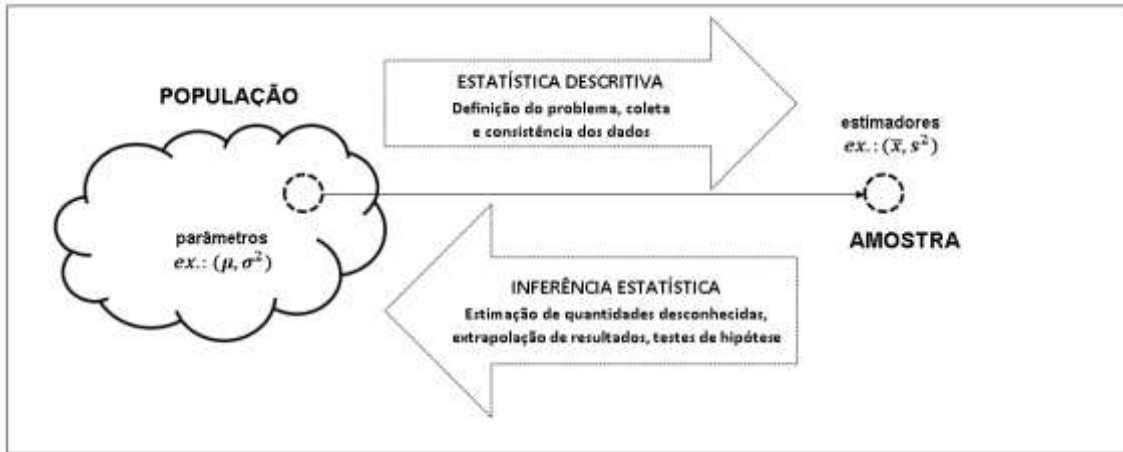 POPULAÇÃO
parâmetros
ex.: (μ, σ²)
ESTATÍSTICA DESCRITIVA
Definição do problema, coleta
e consistência dos dados
estimadores
ex.: (x̅, s²)
AMOSTRA
INFERÊNCIA ESTATÍSTICA
Estimação de quantidades desconhecidas,
extrapolação de resultados, testes de hipótese